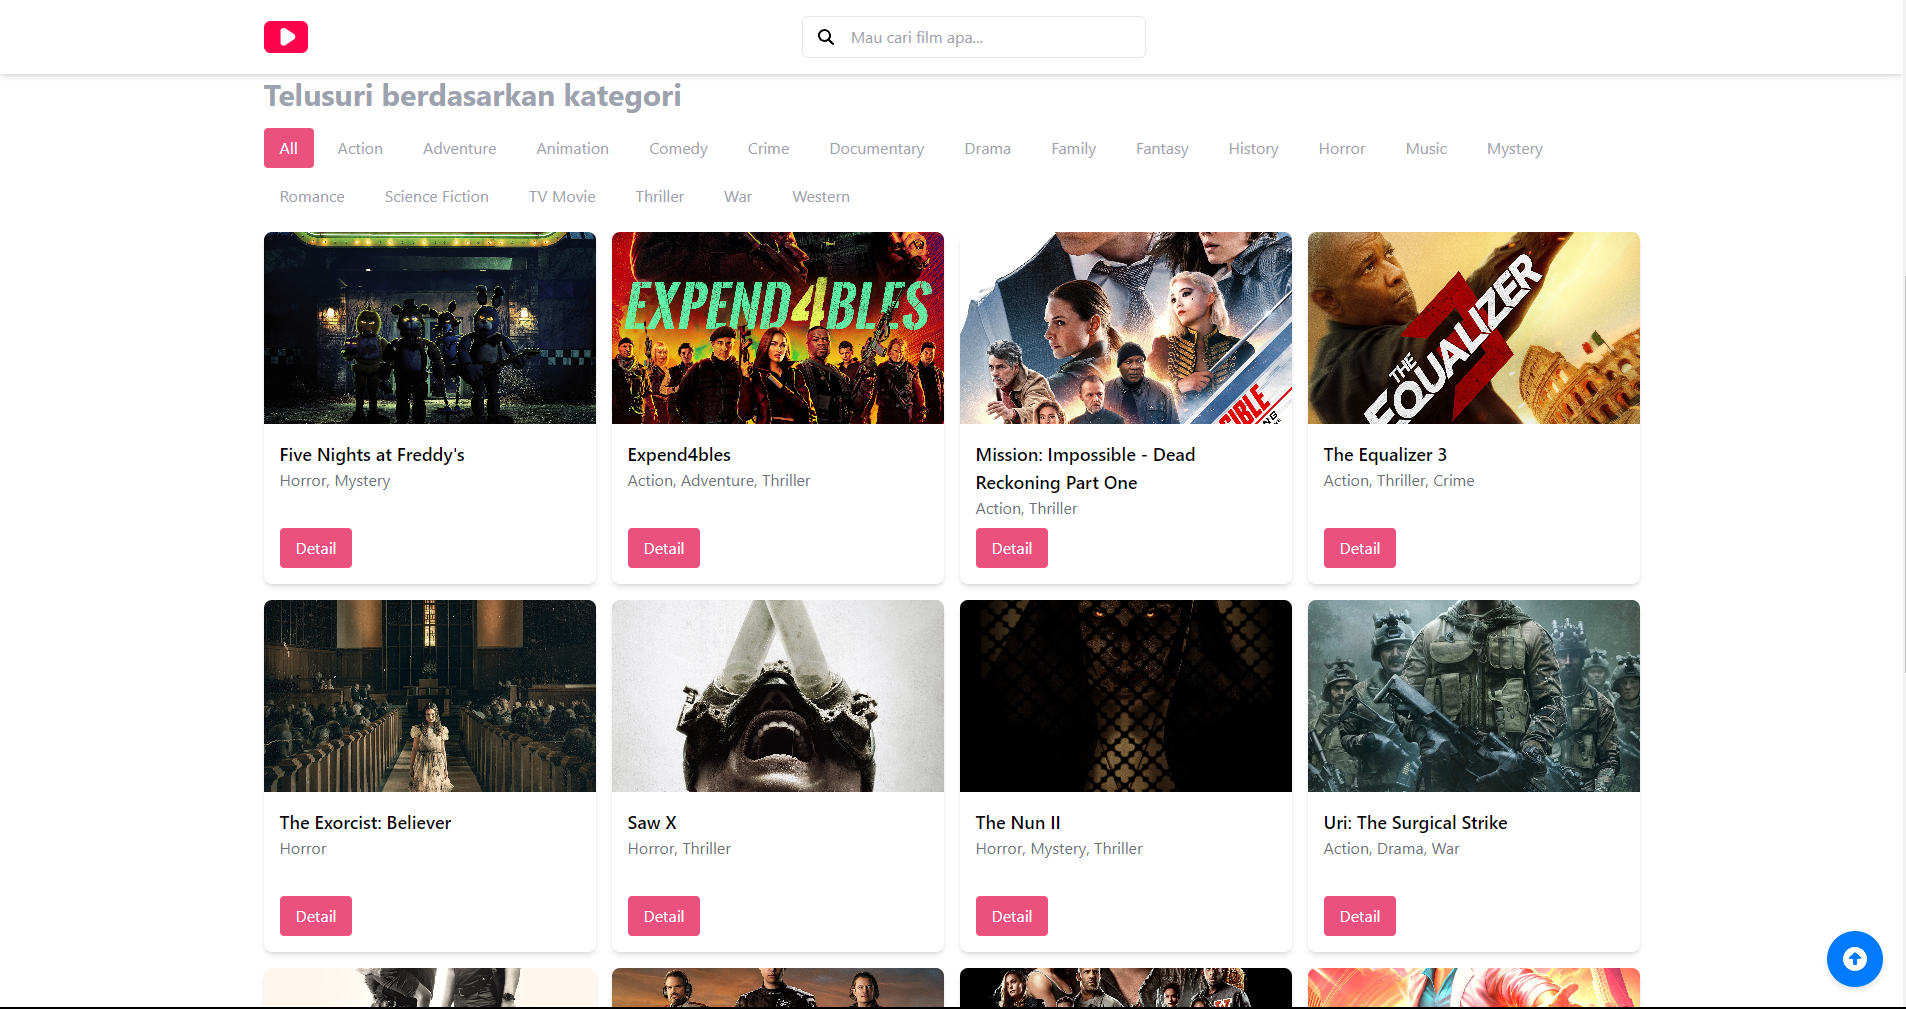 Mau cari film apa...
Telusuri berdasarkan kategori
All Action Adventure Animation Comedy Crime Documentary Drama Family Fantasy History Horror Music Mystery
Romance Science Fiction TV Movie Thriller War Western
EXPEND4BLES
THE EQUALIZER 3
Five Nights at Freddy's
Horror, Mystery
Detail
Expend4bles
Action, Adventure, Thriller
Detail
Mission: Impossible - Dead
Reckoning Part One
Action, Thriller
Detail
The Equalizer 3
Action, Thriller, Crime
Detail
The Exorcist: Believer
Horror
Detail
Saw X
Horror, Thriller
Detail
The Nun II
Horror, Mystery, Thriller
Detail
Uri: The Surgical Strike
Action, Drama, War
Detail